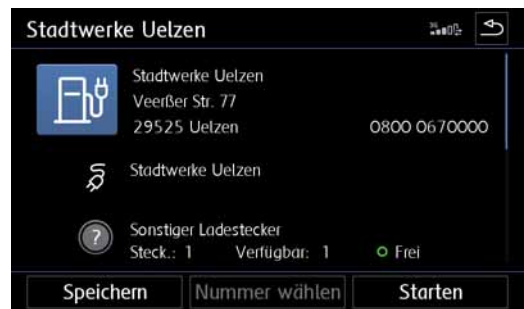 Stadtwerke Uelzen
3G
Stadtwerke Uelzen
Veerßer Str. 77
29525 Uelzen
0800 0670000
Stadtwerke Uelzen
?
Sonstiger Ladestecker
Steck.: 1 Verfügbar: 1 Frei
Speichern Nummer wählen Starten